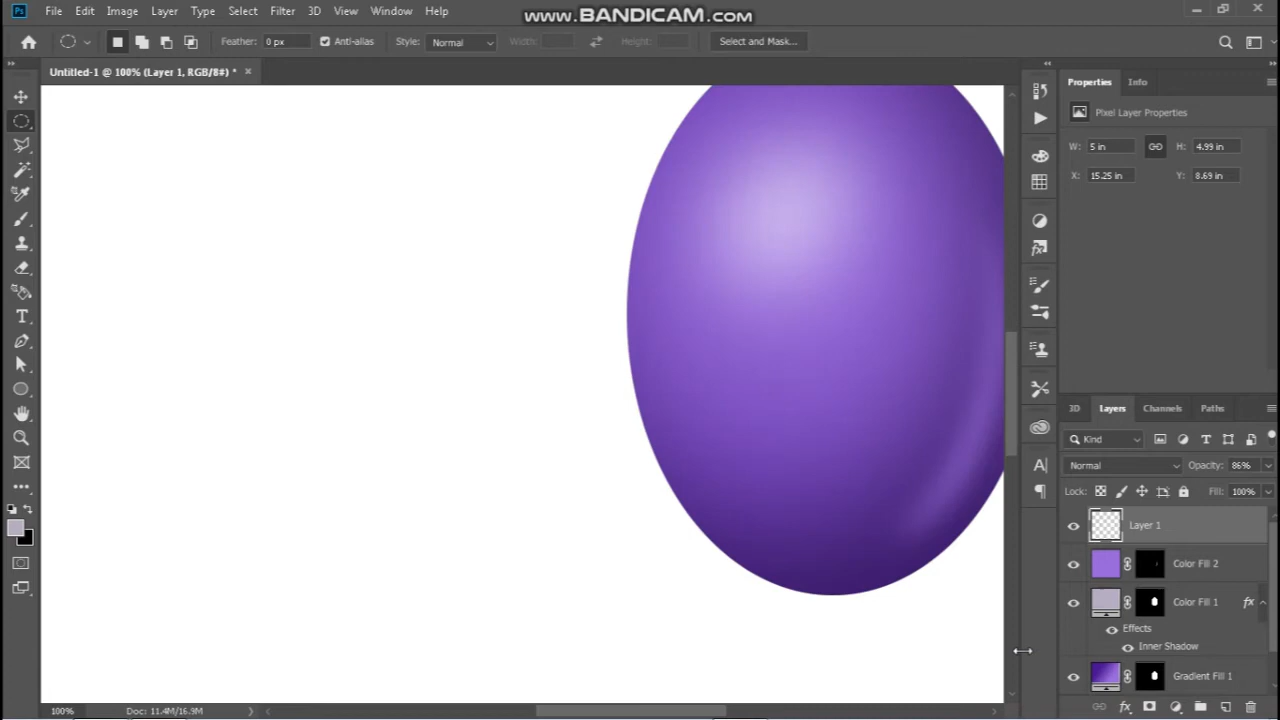 Ps File Edit Image Layer Type Select Filter 3D View Window Help
www.BANDICAM.com
Feather: 0 px Anti-alias Style: Normal Width: Height: Select and Mask...
Untitled-1 @ 100% (Layer 1, RGB/8#) *
Properties Info
Pixel Layer Properties
W: 5 in H: 4.99 in
X: 15.25 in Y: 8.69 in
3D Layers Channels Paths
Kind
Normal Opacity: 86%
Lock: Fill: 100%
Layer 1
Color Fill 2
Color Fill 1 fx
Effects
Inner Shadow
Gradient Fill 1
100% Doc: 11.4M/16.9M